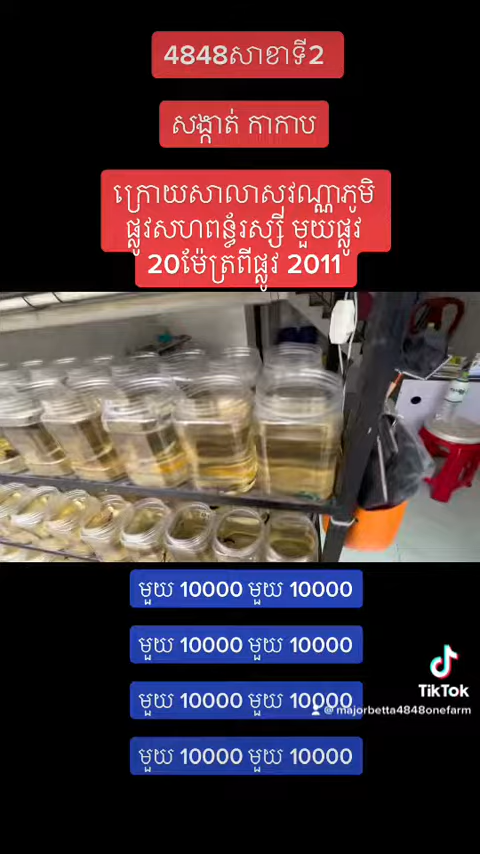 4848សាខាទី2
សង្កាត់ កាកាប
ក្រោយសាលាសវណ្ណាភូមិ
ផ្លូវសហពន្ធ័រស្សី មួយផ្លូវ
20ម៉ែត្រពីផ្លូវ 2011
មួយ 10000 មួយ 10000
មួយ 10000 មួយ 10000
TikTok
មួយ 10000 មួយ 10000
@majorbetta4848onefarm
មួយ 10000 មួយ 10000